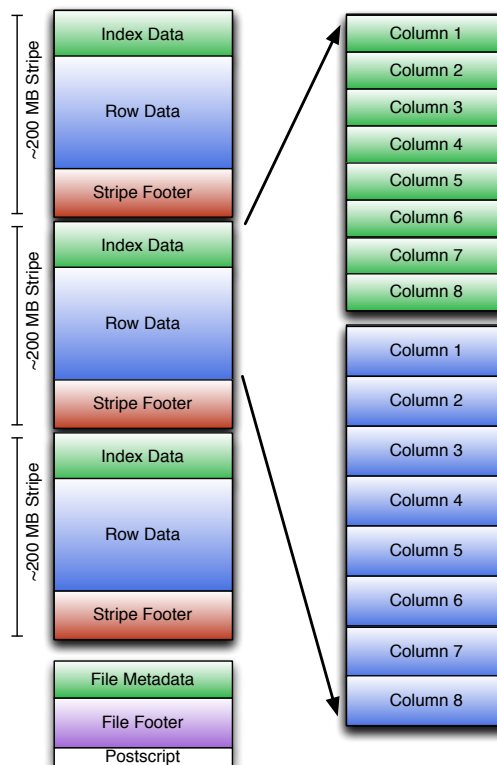 ~200 MB Stripe
Index Data
Row Data
Stripe Footer
~200 MB Stripe
Index Data
Row Data
Stripe Footer
~200 MB Stripe
Index Data
Row Data
Stripe Footer
File Metadata
File Footer
Postscript
Column 1
Column 2
Column 3
Column 4
Column 5
Column 6
Column 7
Column 8
Column 1
Column 2
Column 3
Column 4
Column 5
Column 6
Column 7
Column 8